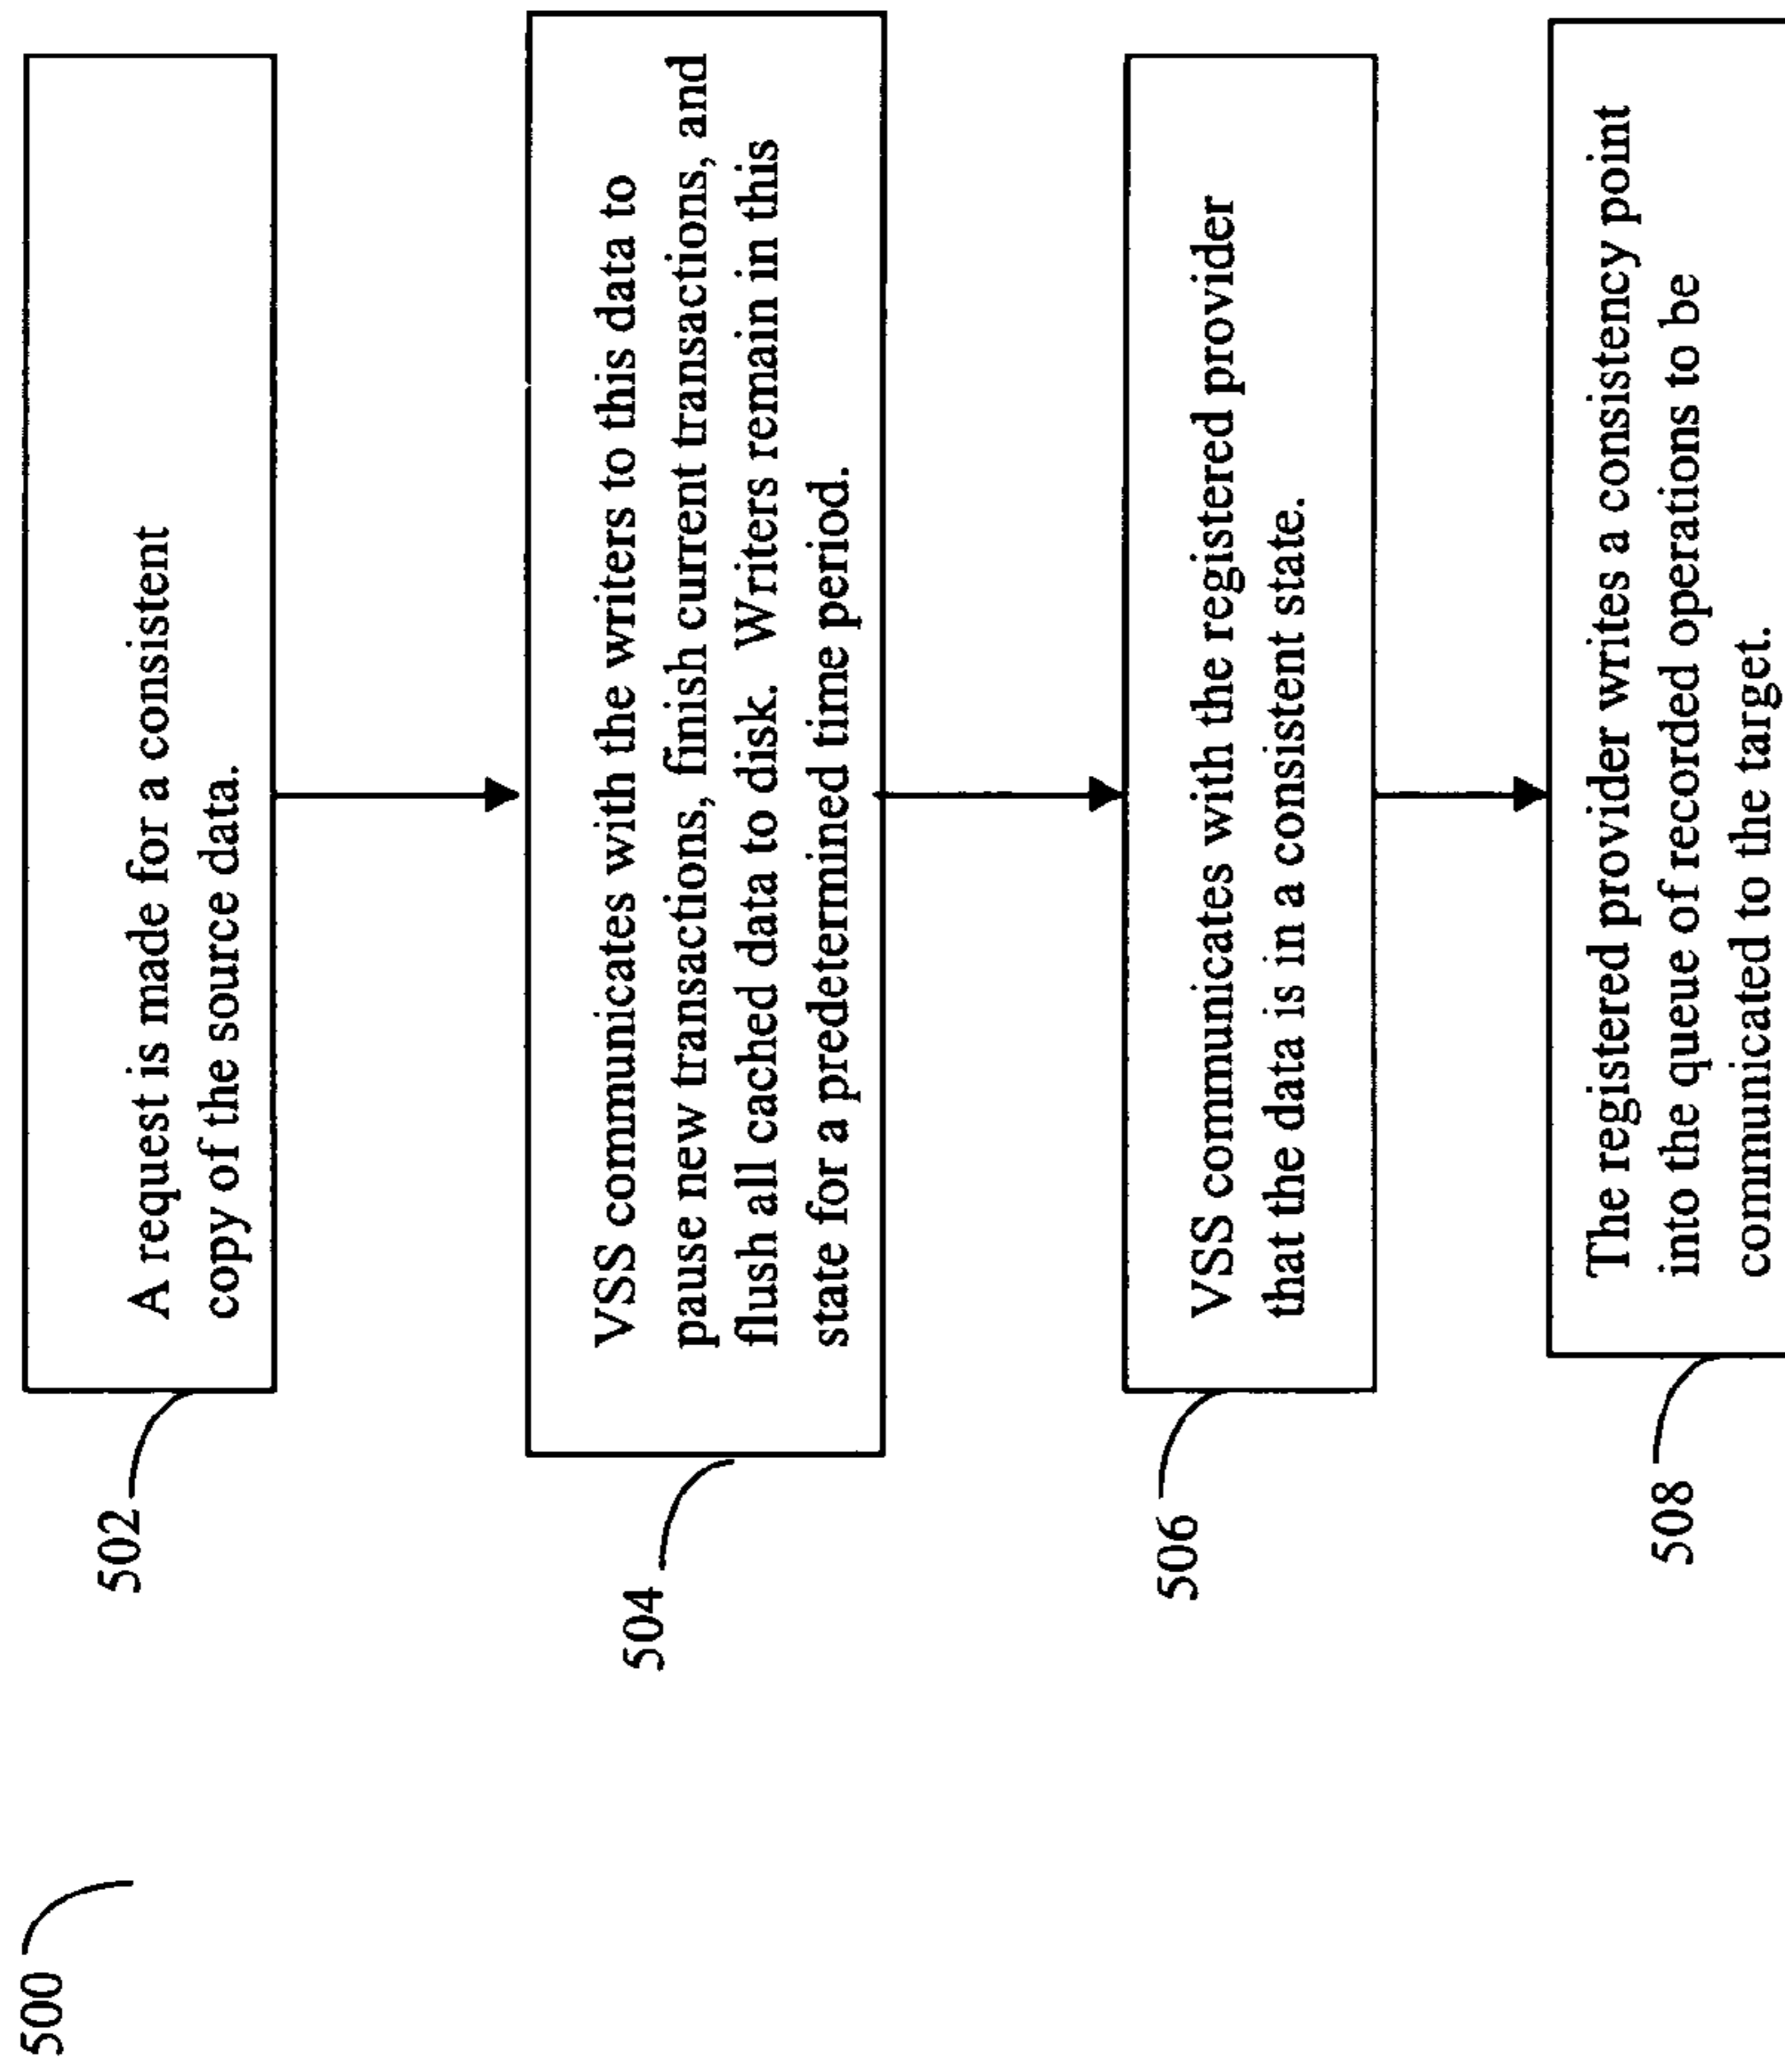 500
502
A request is made for a consistent
copy of the source data.
504
VSS communicates with the writers to this data to
pause new transactions, finish current transactions, and
flush all cached data to disk. Writers remain in this
state for a predetermined time period.
506
VSS communicates with the registered provider
that the data is in a consistent state.
508
The registered provider writes a consistency point
into the queue of recorded operations to be
communicated to the target.